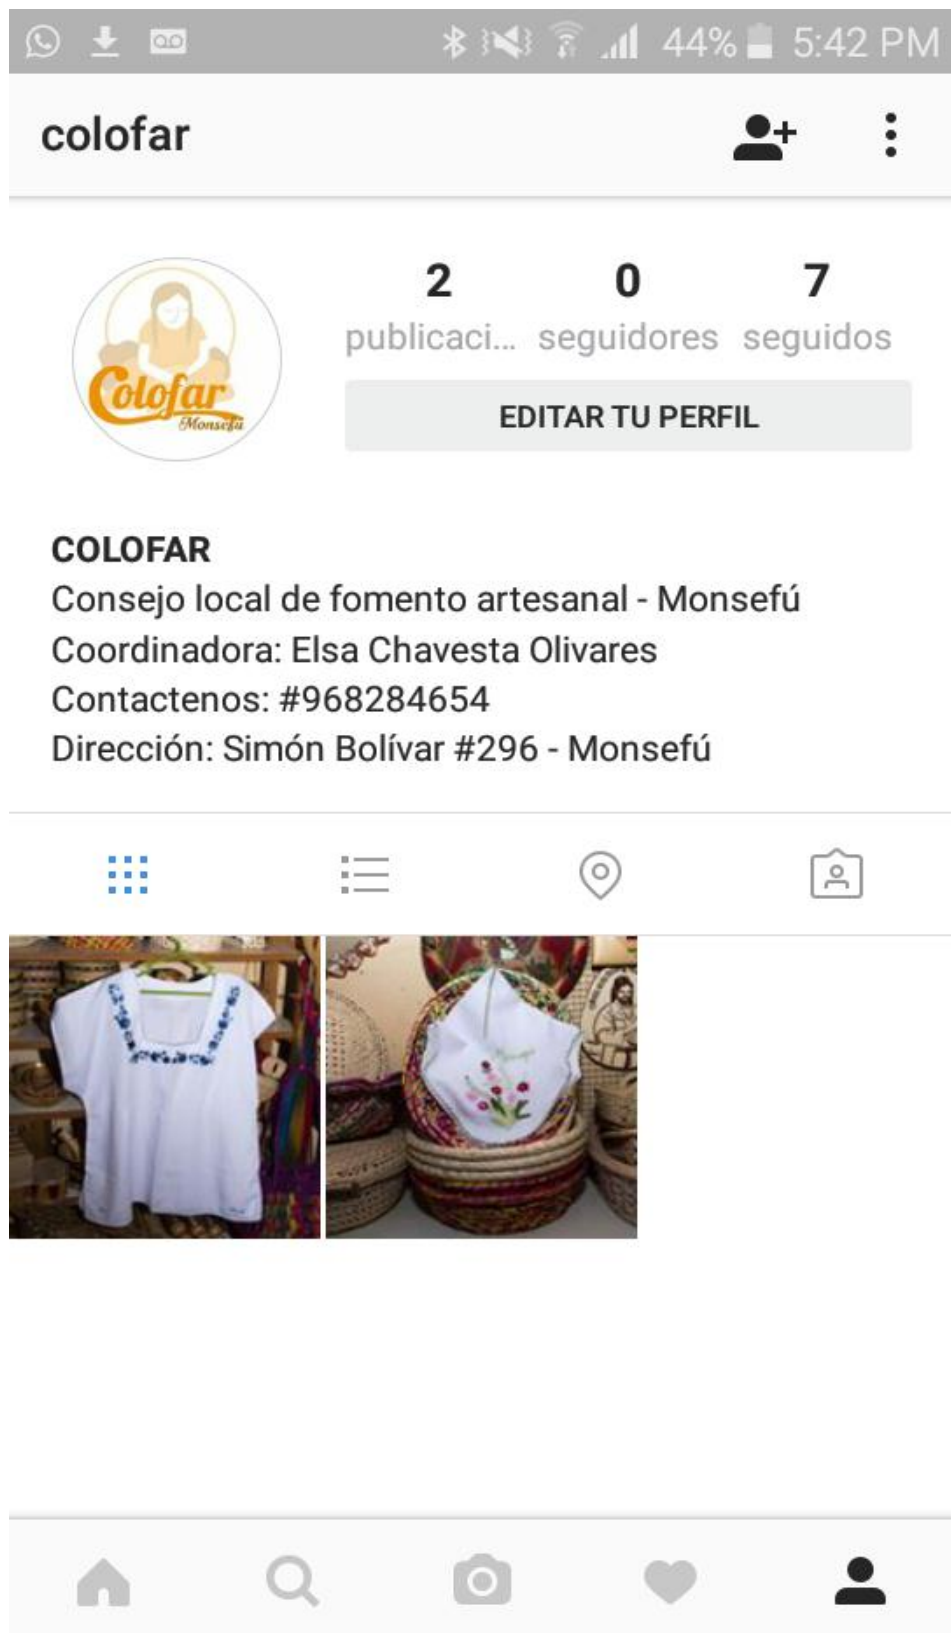 44% 5:42 PM
colofar
2 0 7
publicaci... seguidores seguidos
EDITAR TU PERFIL
Colofar
Monsefú
COLOFAR
Consejo local de fomento artesanal - Monsefú
Coordinadora: Elsa Chavesta Olivares
Contactenos: #968284654
Dirección: Simón Bolívar #296 - Monsefú